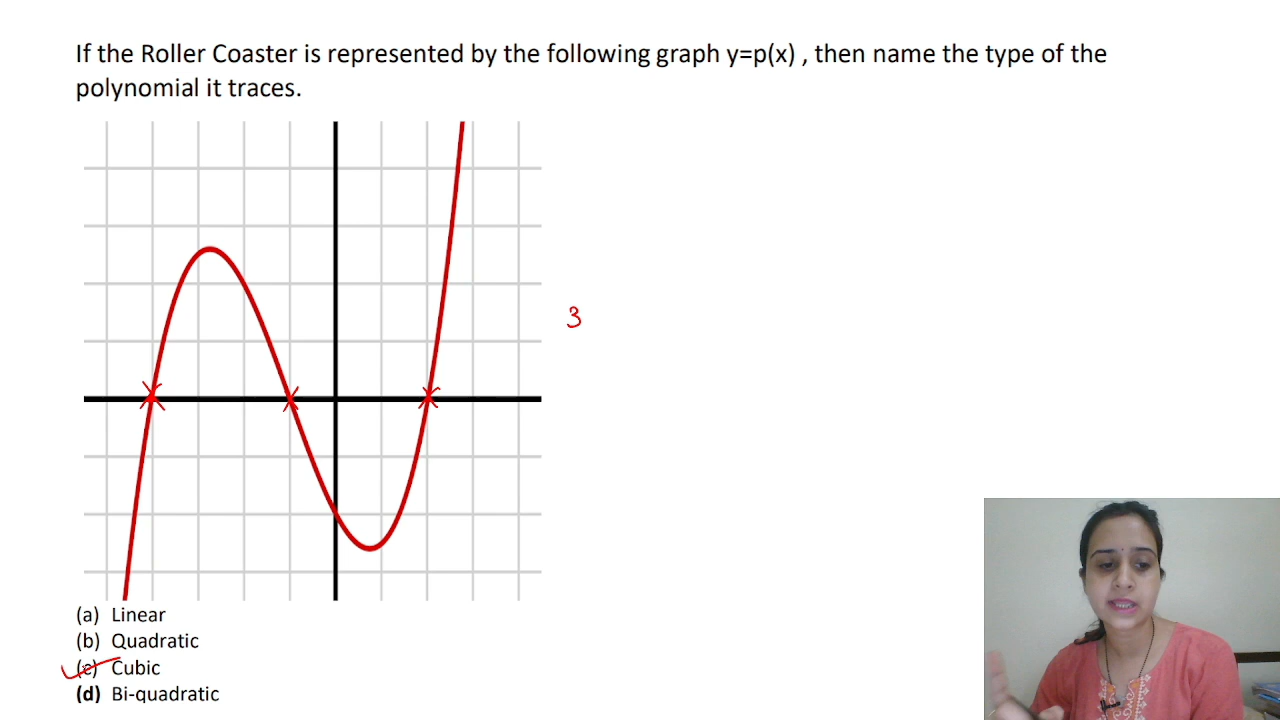 If the Roller Coaster is represented by the following graph y=p(x) , then name the type of the
polynomial it traces.
3
(a) Linear
(b) Quadratic
(c) Cubic
(d) Bi-quadratic